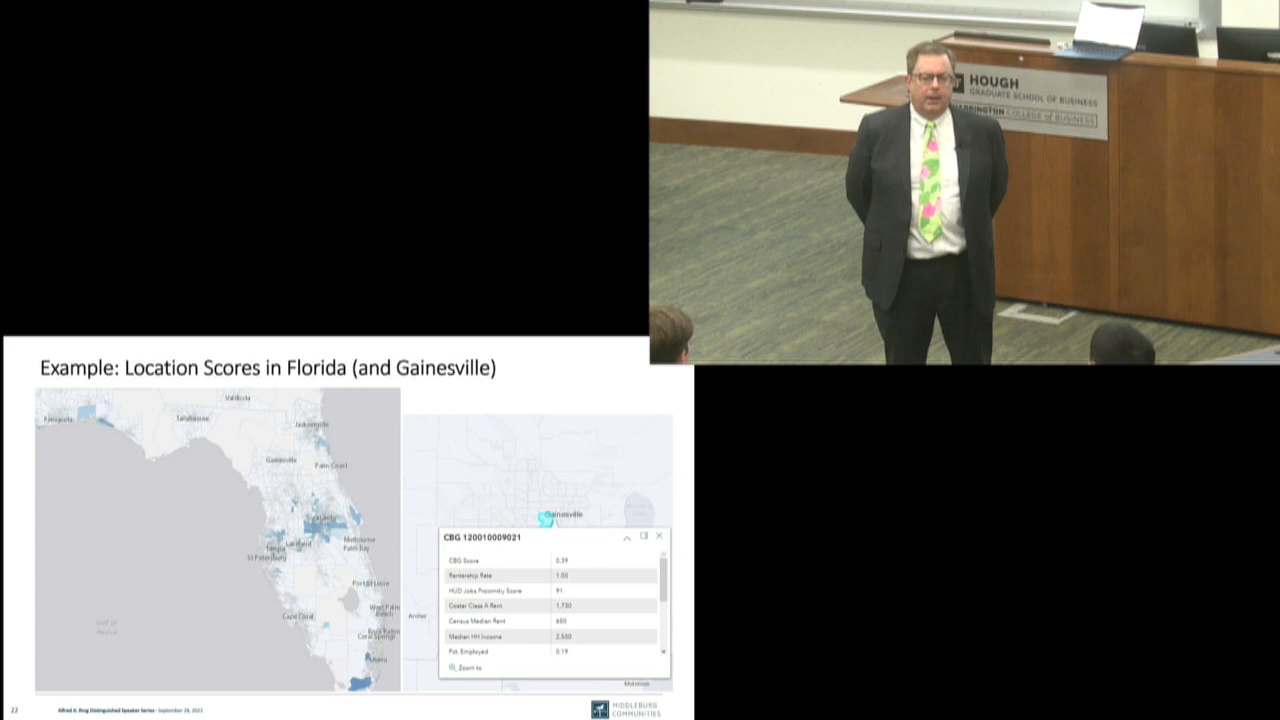 HOUGH
GRADUATE SCHOOL OF BUSINESS
WARRINGTON COLLEGE of BUSINESS
Example: Location Scores in Florida (and Gainesville)
Valdosta
Pensacola
Tallahassee
Jacksonville
Gainesville
Palm Coast
Orlando
Lakeland
Tampa
St Petersburg
Melbourne
Palm Bay
Port St Lucie
Cape Coral
West Palm
Beach
Boca Raton
Coral Springs
Miami
Gulf of
Mexico
Gainesville
Archer
CBG 120010009021
CBG Score 0.39
Rentership Rate 1.00
HUD Jobs Proximity Score 91
Costar Class A Rent 1,730
Census Median Rent 650
Median HH Income 2,500
Pct. Employed 0.19
Zoom to
Micanopy
22
Alfred A. Ring Distinguished Speaker Series - September 28, 2021
MIDDLEBURG
COMMUNITIES